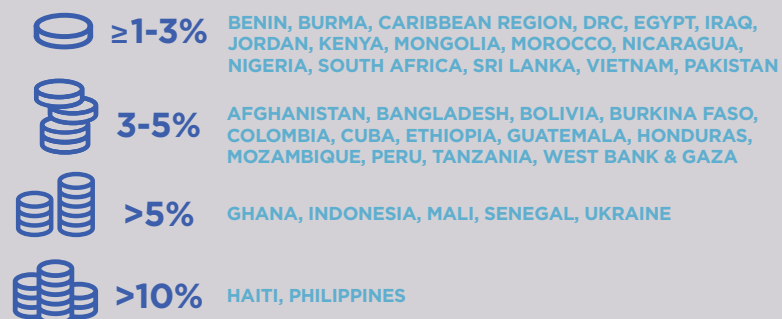 ≥1-3%
BENIN, BURMA, CARIBBEAN REGION, DRC, EGYPT, IRAQ,
JORDAN, KENYA, MONGOLIA, MOROCCO, NICARAGUA,
NIGERIA, SOUTH AFRICA, SRI LANKA, VIETNAM, PAKISTAN
3-5%
AFGHANISTAN, BANGLADESH, BOLIVIA, BURKINA FASO,
COLOMBIA, CUBA, ETHIOPIA, GUATEMALA, HONDURAS,
MOZAMBIQUE, PERU, TANZANIA, WEST BANK & GAZA
>5%
GHANA, INDONESIA, MALI, SENEGAL, UKRAINE
>10%
HAITI, PHILIPPINES